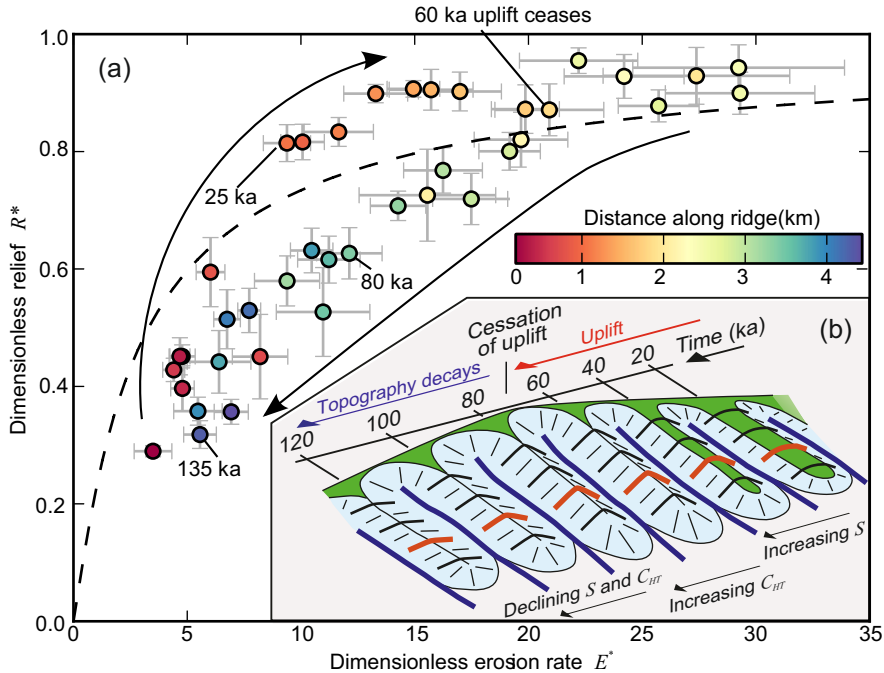 60 ka uplift ceases
(a)
1.0
0.8
0.6
0.4
0.2
0.0
Dimensionless relief R*
25 ka
80 ka
135 ka
Distance along ridge(km)
0 1 2 3 4
(b)
Cessation
of uplift
Uplift
Time (ka)
Topography decays
20
40
60
80
100
120
Increasing S
Increasing C_HT
Declining S and C_HT
0 5 10 15 20 25 30 35
Dimensionless erosion rate E*